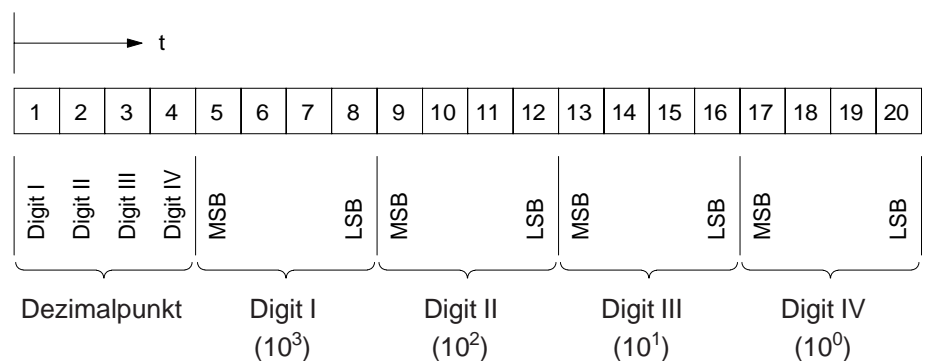 t
1 2 3 4 5 6 7 8 9 10 11 12 13 14 15 16 17 18 19 20
Digit I Digit II Digit III Digit IV MSB LSB MSB LSB MSB LSB MSB LSB
Dezimalpunkt Digit I Digit II Digit III Digit IV
(10³) (10²) (10¹) (10⁰)